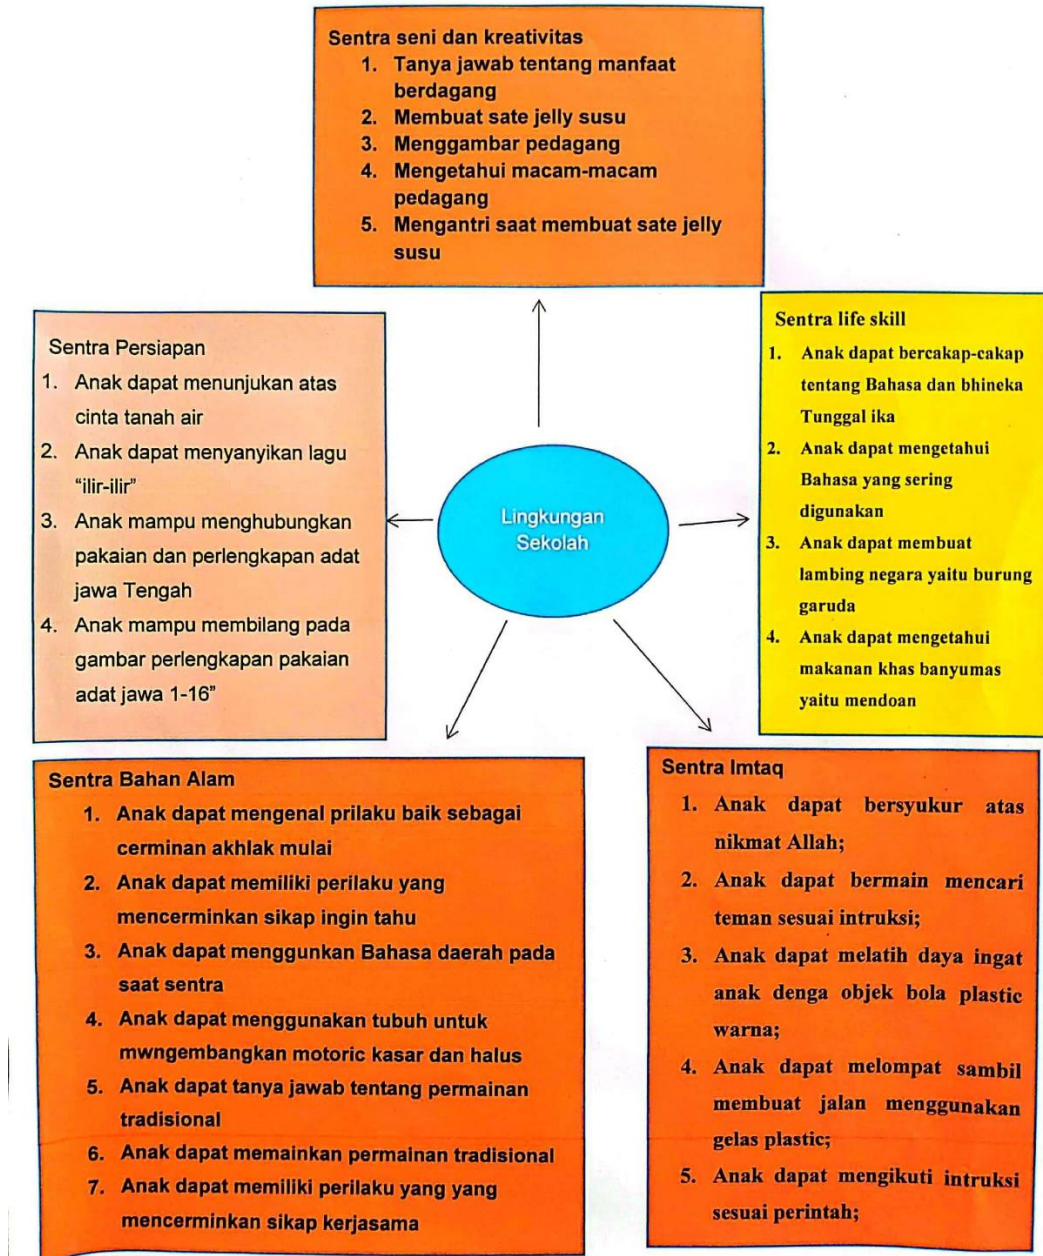 Sentra seni dan kreativitas
1. Tanya jawab tentang manfaat
berdagang
2. Membuat sate jelly susu
3. Menggambar pedagang
4. Mengetahui macam-macam
pedagang
5. Mengantri saat membuat sate jelly
susu
Sentra Persiapan
1. Anak dapat menunjukan atas
cinta tanah air
2. Anak dapat menyanyikan lagu
“ilir-ilir”
3. Anak mampu menghubungkan
pakaian dan perlengkapan adat
jawa Tengah
4. Anak mampu membilang pada
gambar perlengkapan pakaian
adat jawa 1-16”
Lingkungan
Sekolah
Sentra life skill
1. Anak dapat bercakap-cakap
tentang Bahasa dan bhineka
Tunggal ika
2. Anak dapat mengetahui
Bahasa yang sering
digunakan
3. Anak dapat membuat
lambing negara yaitu burung
garuda
4. Anak dapat mengetahui
makanan khas banyumas
yaitu mendoan
Sentra Bahan Alam
1. Anak dapat mengenal prilaku baik sebagai
cerminan akhlak mulai
2. Anak dapat memiliki perilaku yang
mencerminkan sikap ingin tahu
3. Anak dapat menggunkan Bahasa daerah pada
saat sentra
4. Anak dapat menggunakan tubuh untuk
mwngembangkan motoric kasar dan halus
5. Anak dapat tanya jawab tentang permainan
tradisional
6. Anak dapat memainkan permainan tradisional
7. Anak dapat memiliki perilaku yang yang
mencerminkan sikap kerjasama
Sentra Imtaq
1. Anak dapat bersyukur atas
nikmat Allah;
2. Anak dapat bermain mencari
teman sesuai intruksi;
3. Anak dapat melatih daya ingat
anak denga objek bola plastic
warna;
4. Anak dapat melompat sambil
membuat jalan menggunakan
gelas plastic;
5. Anak dapat mengikuti intruksi
sesuai perintah;